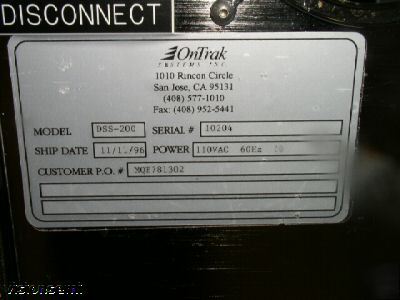 DISCONNECT
OnTrak
SYSTEMS INC.
1010 Rincon Circle
San Jose, CA 95131
(408) 577-1010
Fax: (408) 952-5441
MODEL DSS-200 SERIAL # 10204
SHIP DATE 11/11/96 POWER 110VAC 60Hz
CUSTOMER P.O. # MQE781302
visionsemi